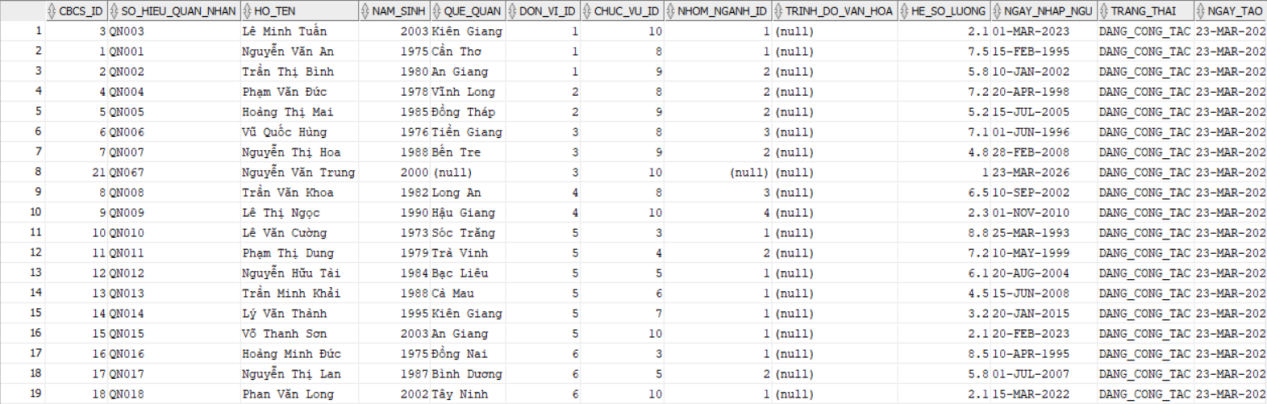 CBCS_ID SO_HIEU_QUAN_NHAN HO_TEN NAM_SINH QUE_QUAN DON_VI_ID CHUC_VU_ID NHOM_NGANH_ID TRINH_DO_VAN_HOA HE_SO_LUONG NGAY_NHAP_NGU TRANG_THAI NGAY_TAO
1 3 QN003 Lê Minh Tuấn 2003 Kiên Giang 1 10 1 (null) 2.1 01-MAR-2023 DANG_CONG_TAC 23-MAR-202
2 1 QN001 Nguyễn Văn An 1975 Cần Thơ 1 8 1 (null) 7.5 15-FEB-1995 DANG_CONG_TAC 23-MAR-202
3 2 QN002 Trần Thị Bình 1980 An Giang 1 9 2 (null) 5.8 10-JAN-2002 DANG_CONG_TAC 23-MAR-202
4 4 QN004 Phạm Văn Đức 1978 Vĩnh Long 2 8 2 (null) 7.2 20-APR-1998 DANG_CONG_TAC 23-MAR-202
5 5 QN005 Hoàng Thị Mai 1985 Đồng Tháp 2 9 2 (null) 5.2 15-JUL-2005 DANG_CONG_TAC 23-MAR-202
6 6 QN006 Vũ Quốc Hùng 1976 Tiền Giang 3 8 3 (null) 7.1 01-JUN-1996 DANG_CONG_TAC 23-MAR-202
7 7 QN007 Nguyễn Thị Hoa 1988 Bến Tre 3 9 2 (null) 4.8 28-FEB-2008 DANG_CONG_TAC 23-MAR-202
8 21 QN067 Nguyễn Văn Trung 2000 (null) 3 10 (null) (null) 1 23-MAR-2026 DANG_CONG_TAC 23-MAR-202
9 8 QN008 Trần Văn Khoa 1982 Long An 4 8 3 (null) 6.5 10-SEP-2002 DANG_CONG_TAC 23-MAR-202
10 9 QN009 Lê Thị Ngọc 1990 Hậu Giang 4 10 4 (null) 2.3 01-NOV-2010 DANG_CONG_TAC 23-MAR-202
11 10 QN010 Lê Văn Cường 1973 Sóc Trăng 5 3 1 (null) 8.8 25-MAR-1993 DANG_CONG_TAC 23-MAR-202
12 11 QN011 Phạm Thị Dung 1979 Trà Vinh 5 4 2 (null) 7.2 10-MAY-1999 DANG_CONG_TAC 23-MAR-202
13 12 QN012 Nguyễn Hữu Tài 1984 Bạc Liêu 5 5 1 (null) 6.1 20-AUG-2004 DANG_CONG_TAC 23-MAR-202
14 13 QN013 Trần Minh Khải 1988 Cà Mau 5 6 1 (null) 4.5 15-JUN-2008 DANG_CONG_TAC 23-MAR-202
15 14 QN014 Lý Văn Thành 1995 Kiên Giang 5 7 1 (null) 3.2 20-JAN-2015 DANG_CONG_TAC 23-MAR-202
16 15 QN015 Võ Thanh Sơn 2003 An Giang 5 10 1 (null) 2.1 20-FEB-2023 DANG_CONG_TAC 23-MAR-202
17 16 QN016 Hoàng Minh Đức 1975 Đồng Nai 6 3 1 (null) 8.5 10-APR-1995 DANG_CONG_TAC 23-MAR-202
18 17 QN017 Nguyễn Thị Lan 1987 Bình Dương 6 5 2 (null) 5.8 01-JUL-2007 DANG_CONG_TAC 23-MAR-202
19 18 QN018 Phan Văn Long 2002 Tây Ninh 6 10 1 (null) 2.1 15-MAR-2022 DANG_CONG_TAC 23-MAR-202